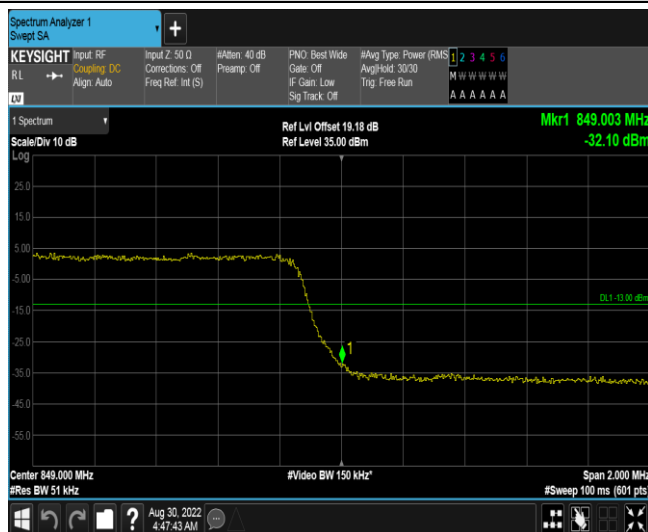 Spectrum Analyzer 1
Swept SA
+
KEYSIGHT
RL
LXI
Input: RF
Coupling: DC
Align: Auto
Input Z: 50 Ω
Corrections: Off
Freq Ref: Int (S)
#Atten: 40 dB
Preamp: Off
PNO: Best Wide
Gate: Off
IF Gain: Low
Sig Track: Off
#Avg Type: Power (RMS
Avg|Hold: 30/30
Trig: Free Run
1 2 3 4 5 6
M W W W W W
A A A A A A
1 Spectrum
Scale/Div 10 dB
Log
Ref Lvl Offset 19.18 dB
Ref Level 35.00 dBm
Mkr1 849.003 MHz
-32.10 dBm
25.0
15.0
5.00
-5.00
DL1 -13.00 dBm
-15.0
1
-25.0
-35.0
-45.0
-55.0
Center 849.000 MHz
#Res BW 51 kHz
#Video BW 150 kHz*
Span 2.000 MHz
#Sweep 100 ms (601 pts)
?
Aug 30, 2022
4:47:43 AM